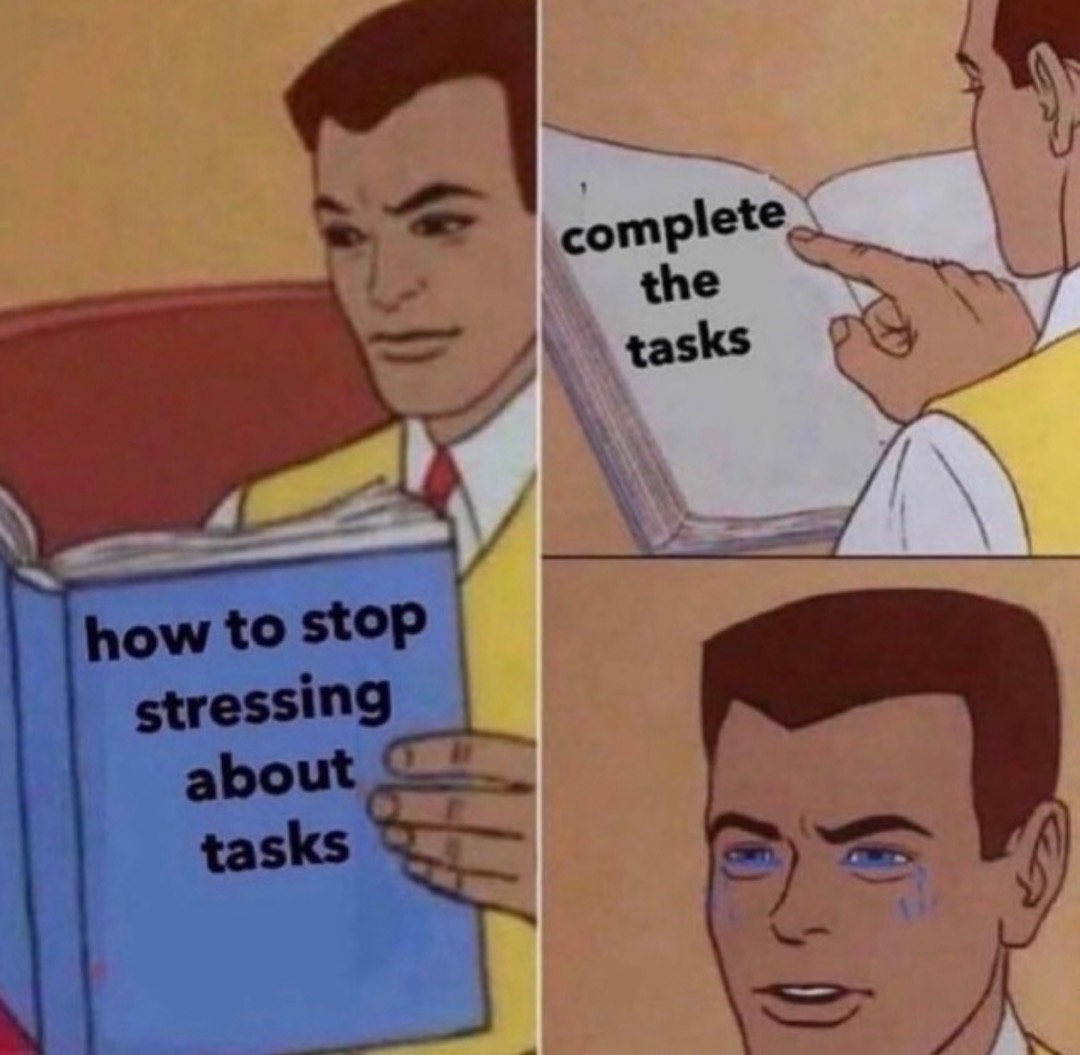 how to stop
stressing
about
tasks
complete
the
tasks